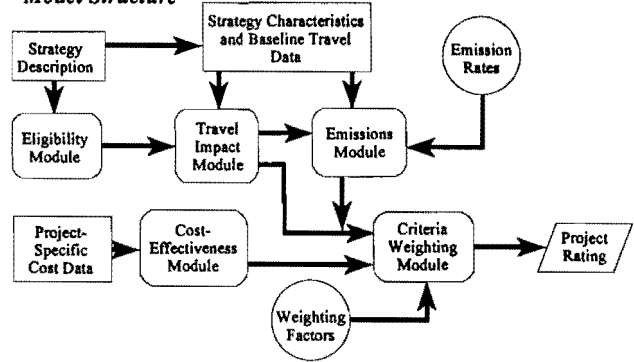 Model Structure
Strategy
Description
Strategy Characteristics
and Baseline Travel
Data
Emission
Rates
Eligibility
Module
Travel
Impact
Module
Emissions
Module
Project-
Specific
Cost Data
Cost-
Effectiveness
Module
Criteria
Weighting
Module
Project
Rating
Weighting
Factors